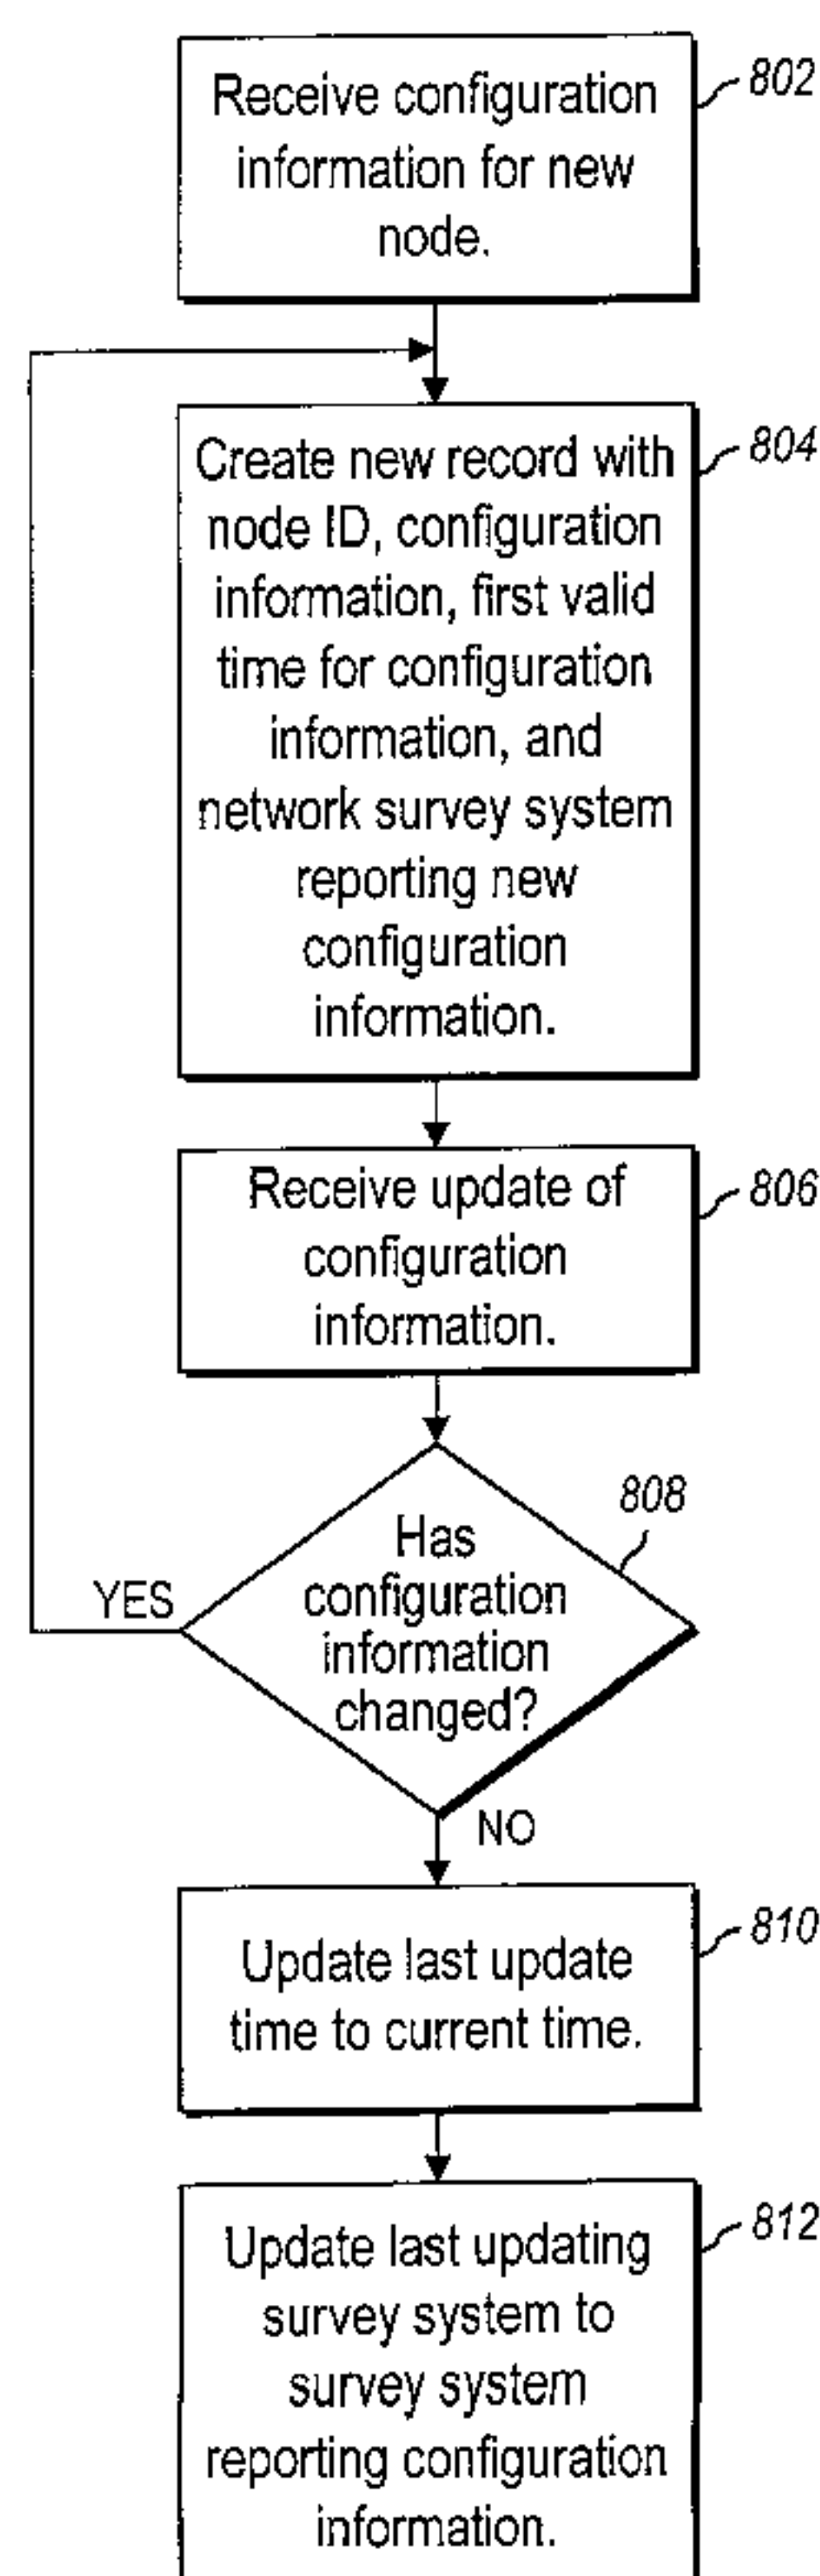 Receive configuration
802
information for new
node.
Create new record with
804
node ID, configuration
information, first valid
time for configuration
information, and
network survey system
reporting new
configuration
information.
Receive update of
806
configuration
information.
808
Has
configuration
information
changed?
YES
NO
810
Update last update
time to current time.
812
Update last updating
survey system to
survey system
reporting configuration
information.